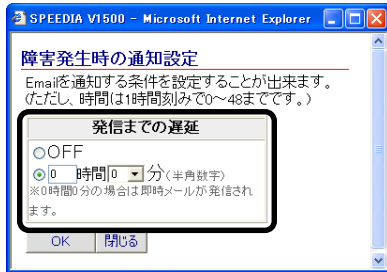 SPEEDIA V1500 - Microsoft Internet Explorer
障害発生時の通知設定
Emailを通知する条件を設定することが出来ます。
(ただし、時間は1時間刻みで0～48までです。)
発信までの遅延
OFF
0 時間 0 分(半角数字)
※0時間0分の場合は即時メールが発信され
ます。
OK 閉じる